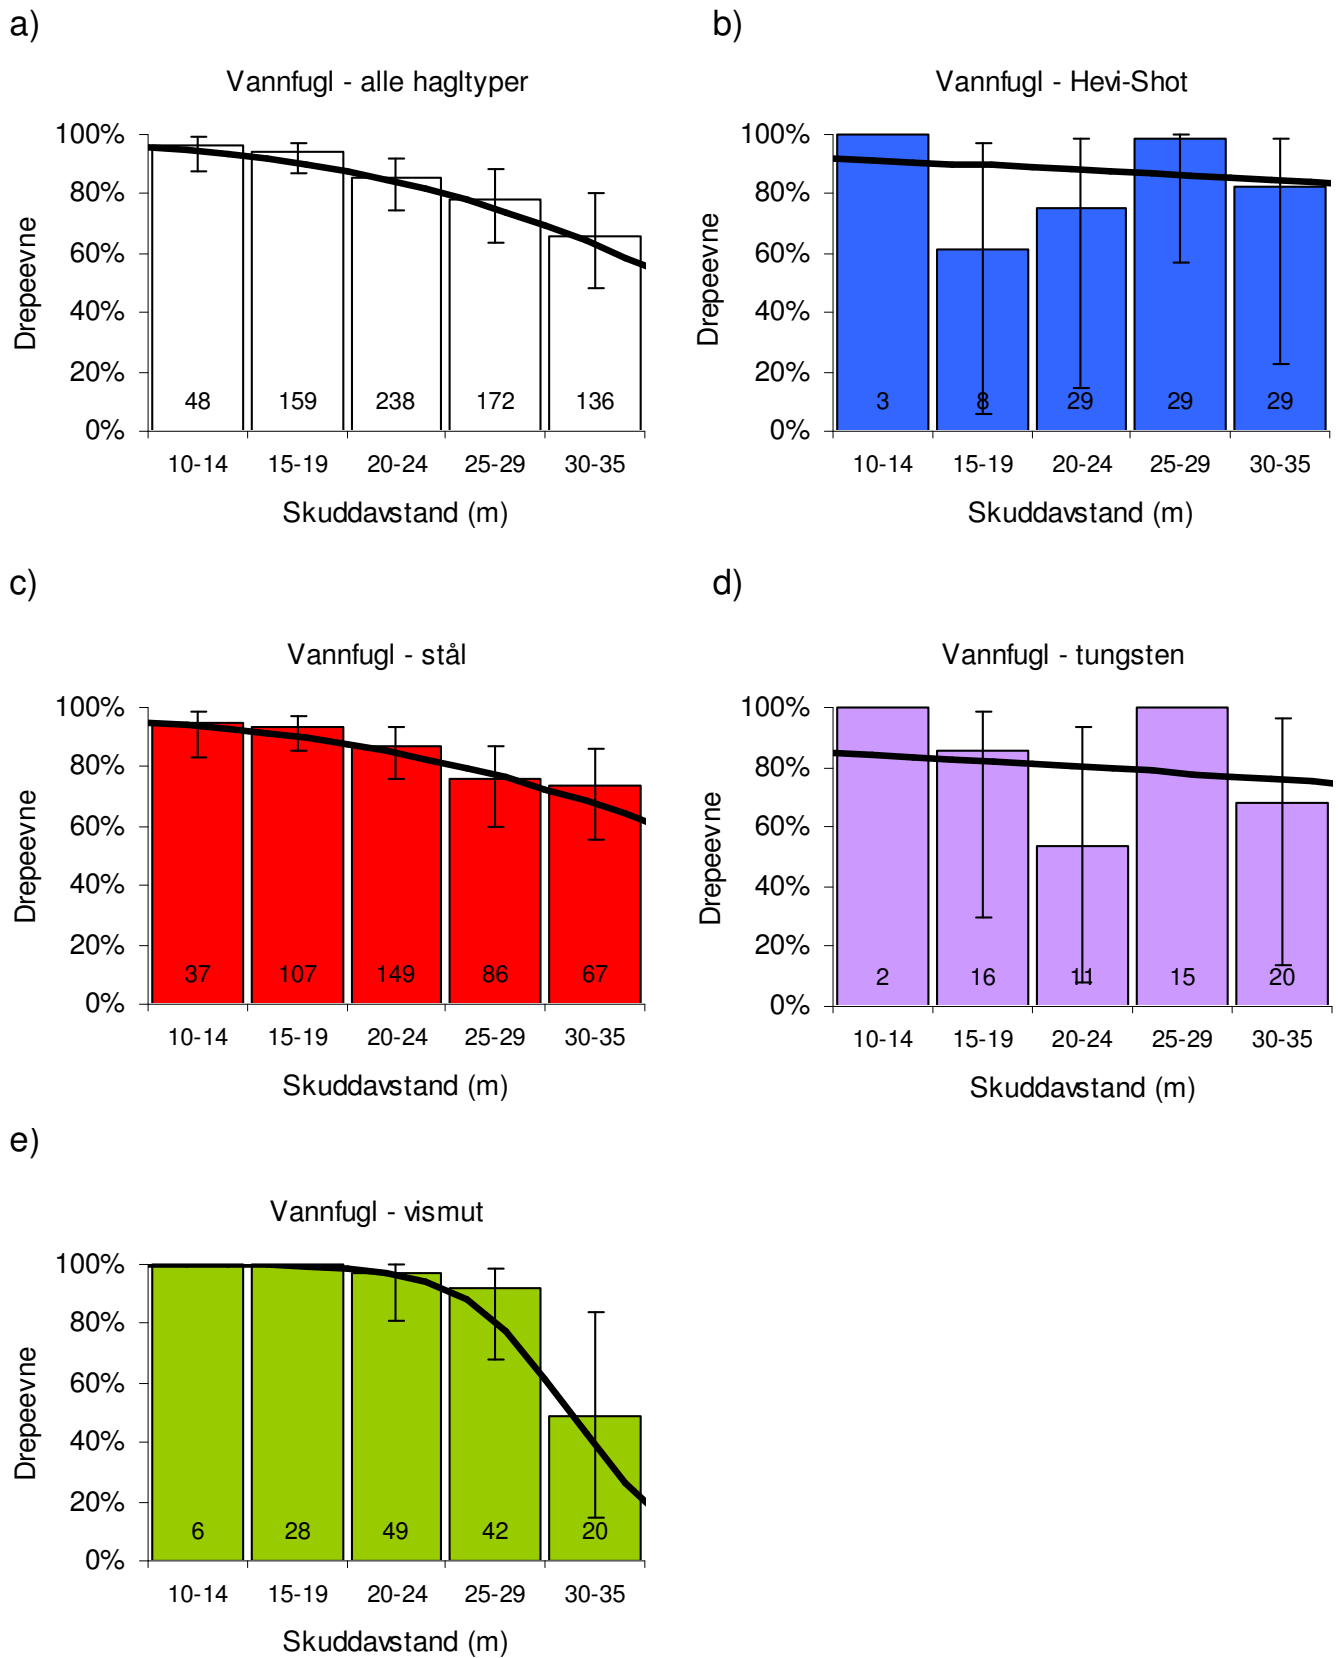 a)
Vannfugl - alle hagltyper
100%
80%
60%
40%
20%
0%
Drepeevne
48 159 238 172 136
10-14 15-19 20-24 25-29 30-35
Skuddavstand (m)
b)
Vannfugl - Hevi-Shot
100%
80%
60%
40%
20%
0%
Drepeevne
3 8 29 29 29
10-14 15-19 20-24 25-29 30-35
Skuddavstand (m)
c)
Vannfugl - stål
100%
80%
60%
40%
20%
0%
Drepeevne
37 107 149 86 67
10-14 15-19 20-24 25-29 30-35
Skuddavstand (m)
d)
Vannfugl - tungsten
100%
80%
60%
40%
20%
0%
Drepeevne
2 16 11 15 20
10-14 15-19 20-24 25-29 30-35
Skuddavstand (m)
e)
Vannfugl - vismut
100%
80%
60%
40%
20%
0%
Drepeevne
6 28 49 42 20
10-14 15-19 20-24 25-29 30-35
Skuddavstand (m)